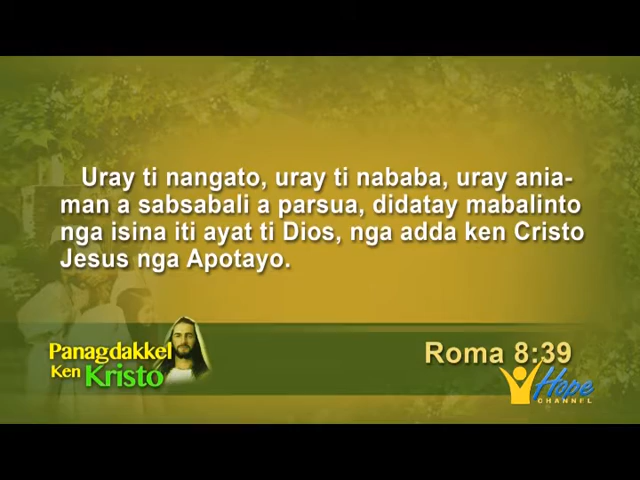 Uray ti nangato, uray ti nababa, uray ania-
man a sabsabali a parsua, didatay mabalinto
nga isina iti ayat ti Dios, nga adda ken Cristo
Jesus nga Apotayo.
Panagdakkel
Ken Kristo
Roma 8:39
Hope
CHANNEL